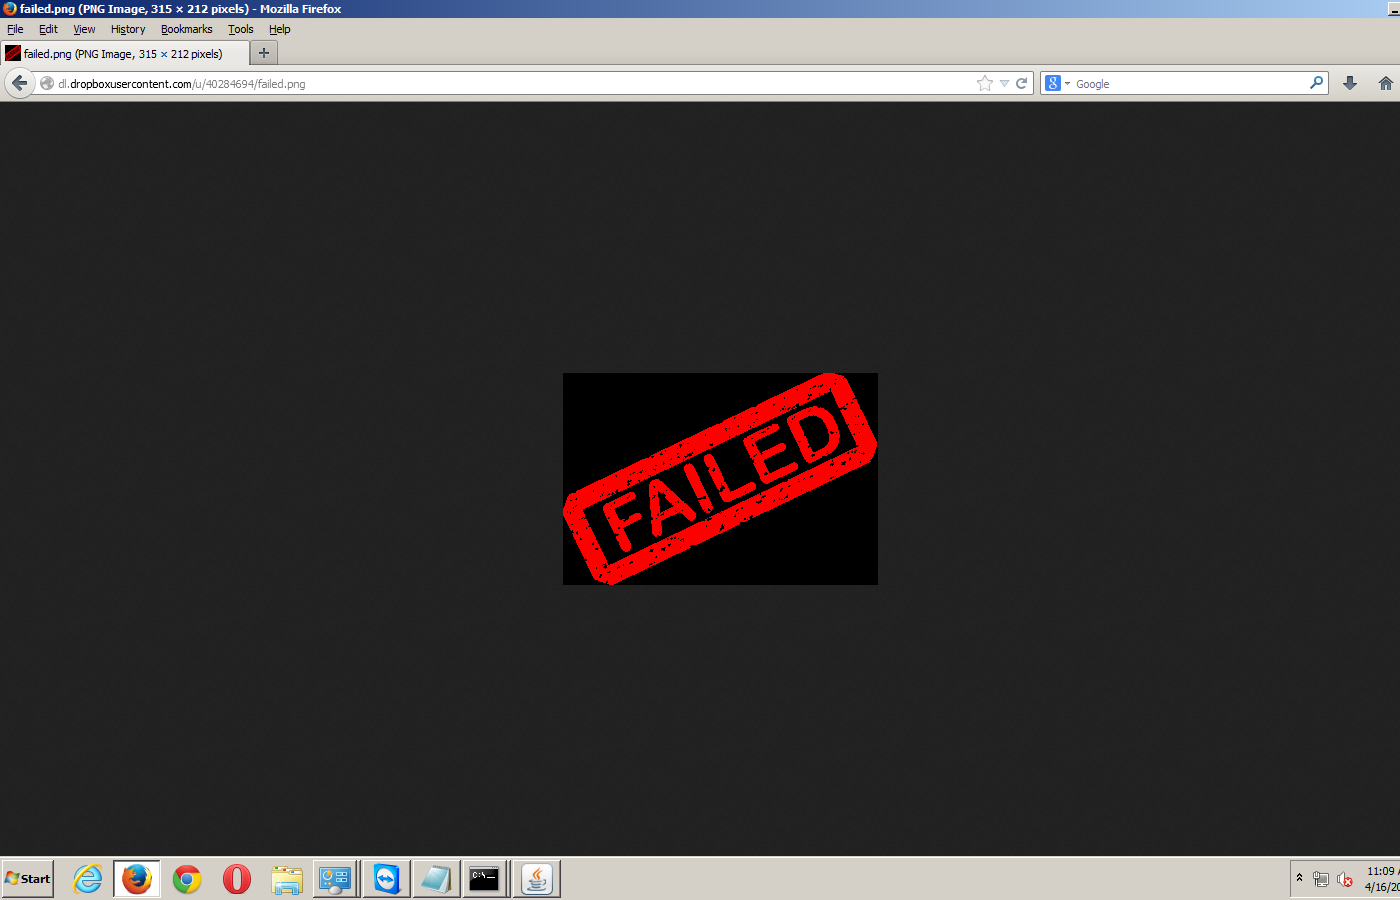 failed.png (PNG Image, 315 × 212 pixels) - Mozilla Firefox
File Edit View History Bookmarks Tools Help
failed.png (PNG Image, 315 × 212 pixels)
dl.dropboxusercontent.com/u/40284694/failed.png
Google
FAILED
Start
11:09
4/16/20